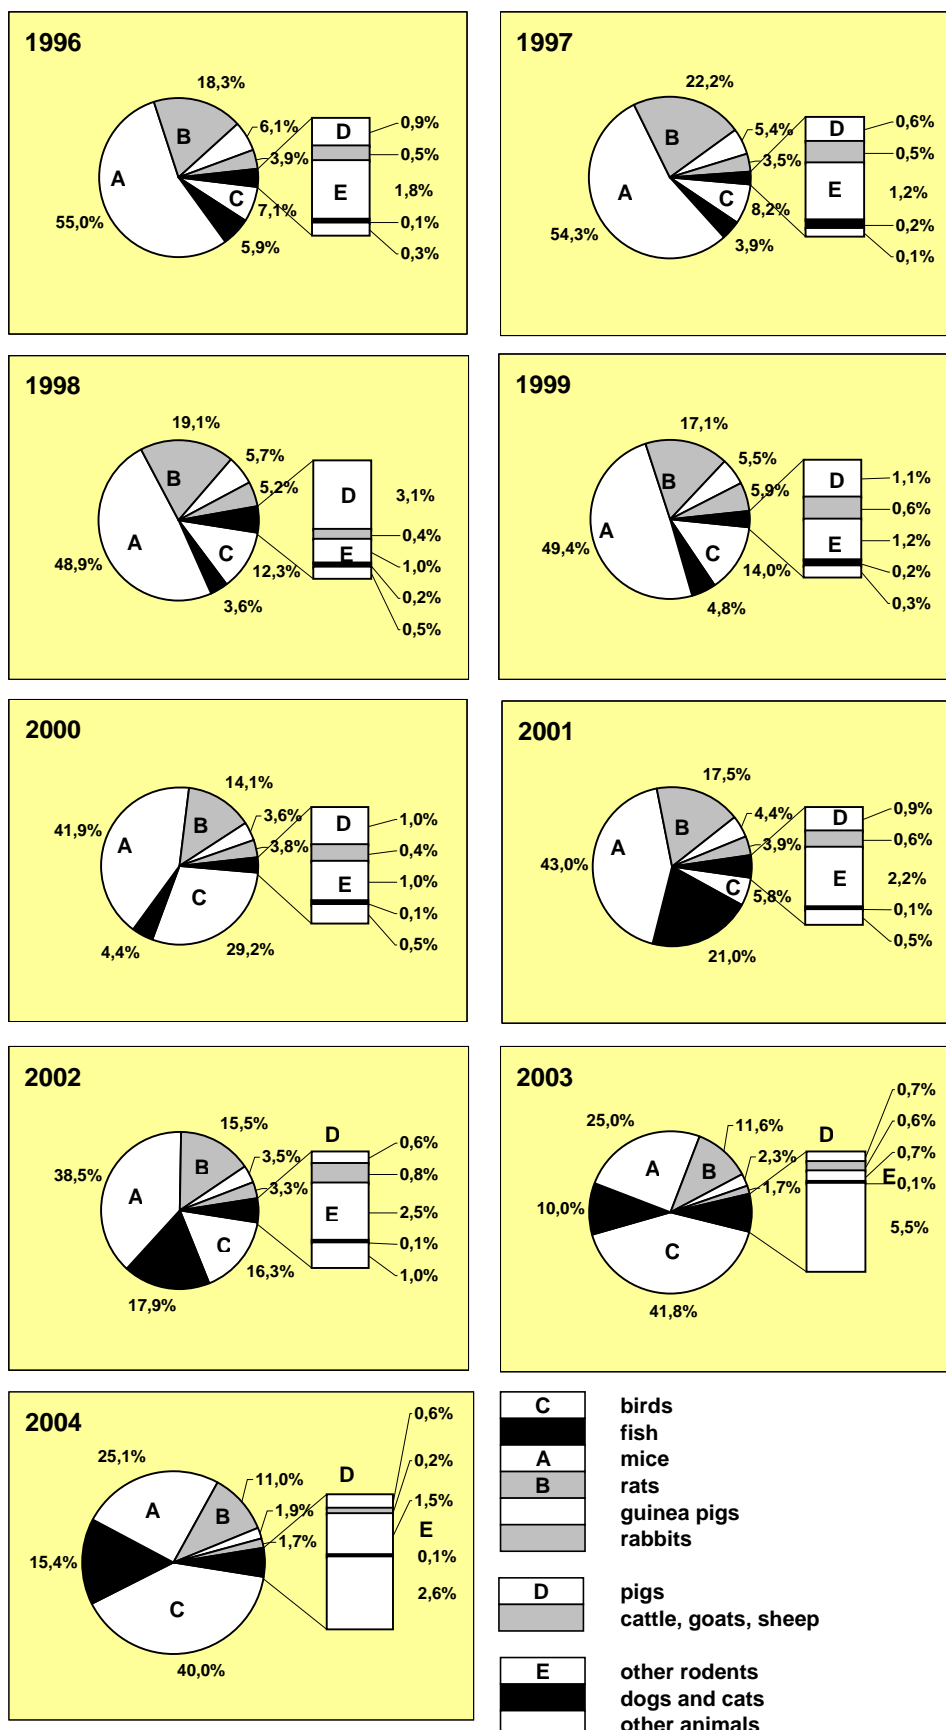 1996
18,3%
6,1%
3,9%
7,1%
5,9%
55,0%
A
B
C
D
E
0,9%
0,5%
1,8%
0,1%
0,3%
1997
22,2%
5,4%
3,5%
8,2%
3,9%
54,3%
A
B
C
D
E
0,6%
0,5%
1,2%
0,2%
0,1%
1998
19,1%
5,7%
5,2%
12,3%
3,6%
48,9%
A
B
C
D
E
3,1%
0,4%
1,0%
0,2%
0,5%
1999
17,1%
5,5%
5,9%
14,0%
4,8%
49,4%
A
B
C
D
E
1,1%
0,6%
1,2%
0,2%
0,3%
2000
14,1%
3,6%
3,8%
29,2%
4,4%
41,9%
A
B
C
D
E
1,0%
0,4%
1,0%
0,1%
0,5%
2001
17,5%
4,4%
3,9%
5,8%
21,0%
43,0%
A
B
C
D
E
0,9%
0,6%
2,2%
0,1%
0,5%
2002
15,5%
3,5%
3,3%
16,3%
17,9%
38,5%
A
B
C
D
E
0,6%
0,8%
2,5%
0,1%
1,0%
2003
25,0%
11,6%
2,3%
1,7%
41,8%
10,0%
A
B
C
D
E
0,7%
0,6%
0,7%
0,1%
5,5%
2004
25,1%
11,0%
1,9%
1,7%
40,0%
15,4%
A
B
C
D
E
0,6%
0,2%
1,5%
0,1%
2,6%
C birds
fish
A mice
B rats
guinea pigs
rabbits
D pigs
cattle, goats, sheep
E other rodents
dogs and cats
other animals